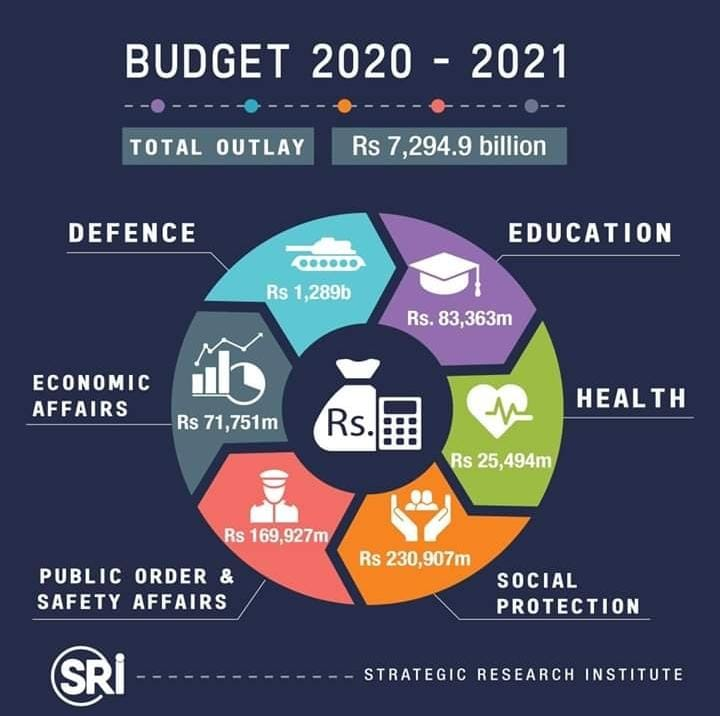 BUDGET 2020 - 2021
TOTAL OUTLAY Rs 7,294.9 billion
DEFENCE
Rs 1,289b
EDUCATION
Rs. 83,363m
ECONOMIC
AFFAIRS
Rs 71,751m
Rs.
HEALTH
Rs 25,494m
PUBLIC ORDER &
SAFETY AFFAIRS
Rs 169,927m
Rs 230,907m
SOCIAL
PROTECTION
SRi
STRATEGIC RESEARCH INSTITUTE